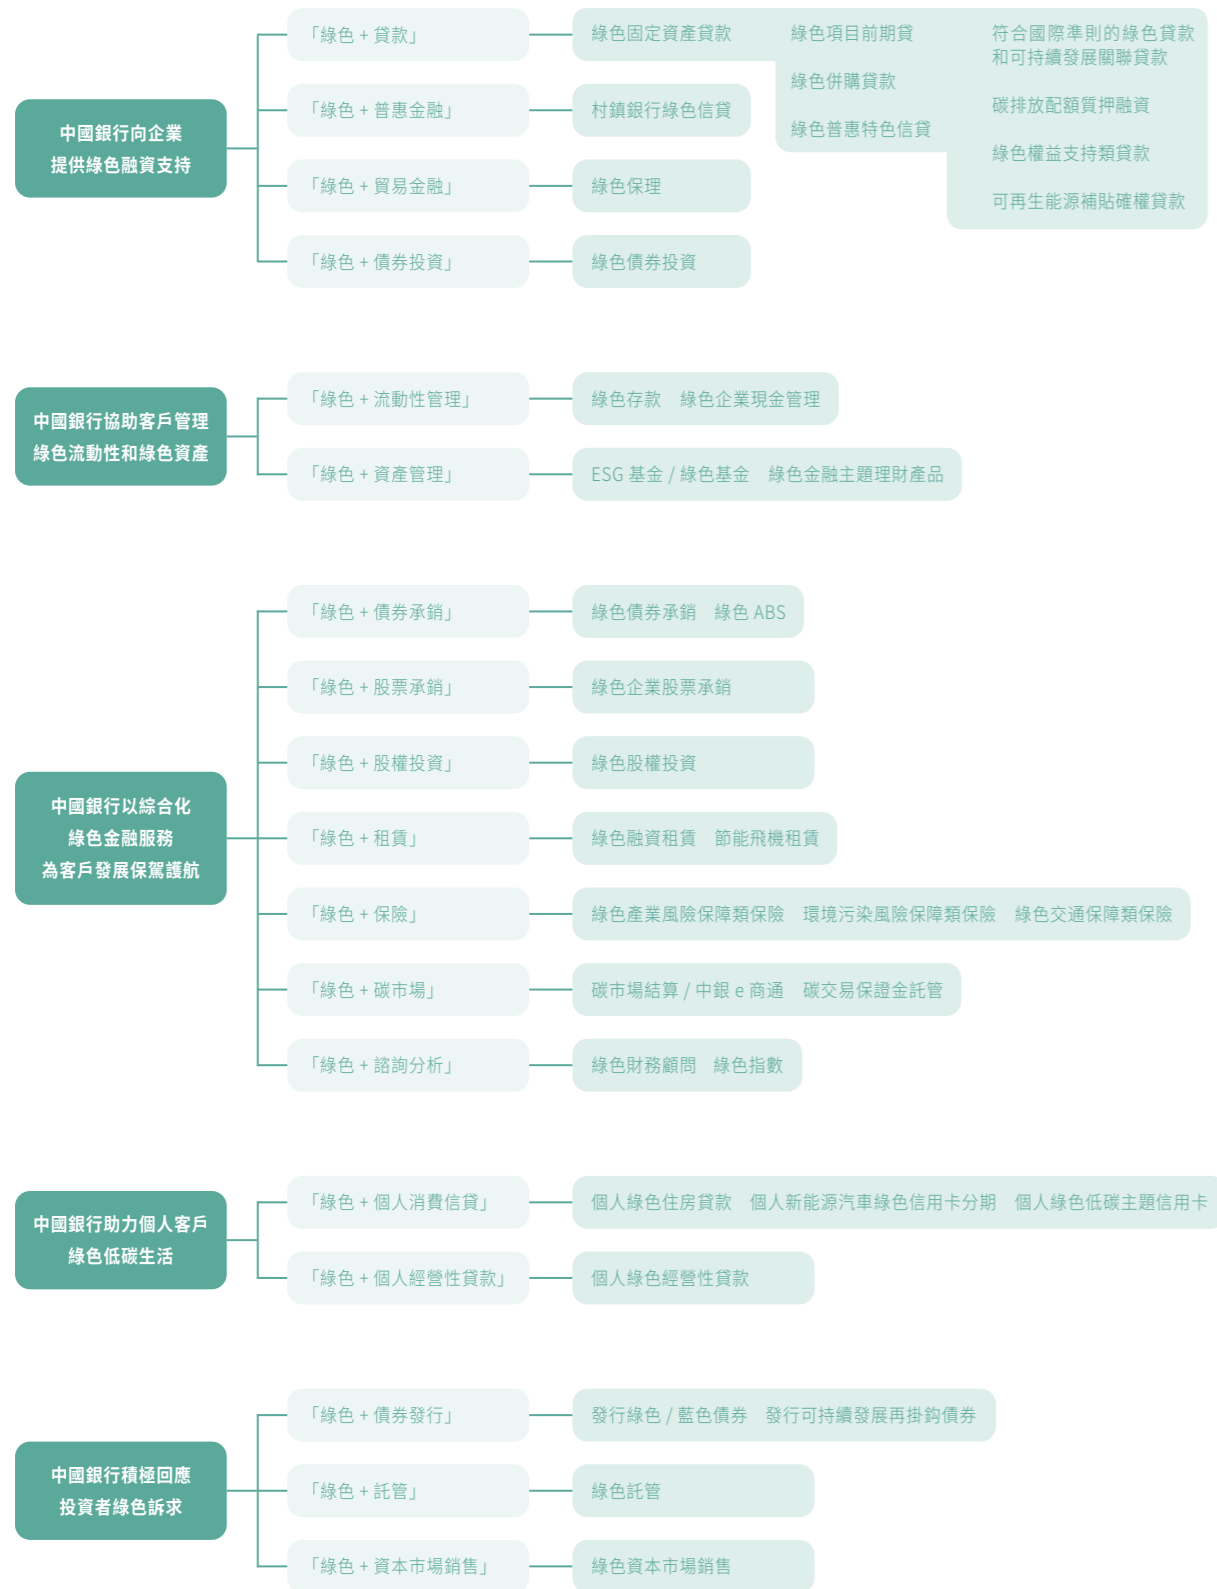 中國銀行向企業
提供綠色融資支持
「綠色 + 貸款」
綠色固定資產貸款
綠色項目前期貸
綠色併購貸款
綠色普惠特色信貸
符合國際準則的綠色貸款
和可持續發展關聯貸款
碳排放配額質押融資
綠色權益支持類貸款
可再生能源補貼確權貸款
「綠色 + 普惠金融」
村鎮銀行綠色信貸
「綠色 + 貿易金融」
綠色保理
「綠色 + 債券投資」
綠色債券投資
中國銀行協助客戶管理
綠色流動性和綠色資產
「綠色 + 流動性管理」
綠色存款 綠色企業現金管理
「綠色 + 資產管理」
ESG 基金 / 綠色基金 綠色金融主題理財產品
中國銀行以綜合化
綠色金融服務
為客戶發展保駕護航
「綠色 + 債券承銷」
綠色債券承銷 綠色 ABS
「綠色 + 股票承銷」
綠色企業股票承銷
「綠色 + 股權投資」
綠色股權投資
「綠色 + 租賃」
綠色融資租賃 節能飛機租賃
「綠色 + 保險」
綠色產業風險保障類保險 環境污染風險保障類保險 綠色交通保障類保險
「綠色 + 碳市場」
碳市場結算 / 中銀 e 商通 碳交易保證金託管
「綠色 + 諮詢分析」
綠色財務顧問 綠色指數
中國銀行助力個人客戶
綠色低碳生活
「綠色 + 個人消費信貸」
個人綠色住房貸款 個人新能源汽車綠色信用卡分期 個人綠色低碳主題信用卡
「綠色 + 個人經營性貸款」
個人綠色經營性貸款
中國銀行積極回應
投資者綠色訴求
「綠色 + 債券發行」
發行綠色 / 藍色債券 發行可持續發展再掛鈎債券
「綠色 + 託管」
綠色託管
「綠色 + 資本市場銷售」
綠色資本市場銷售